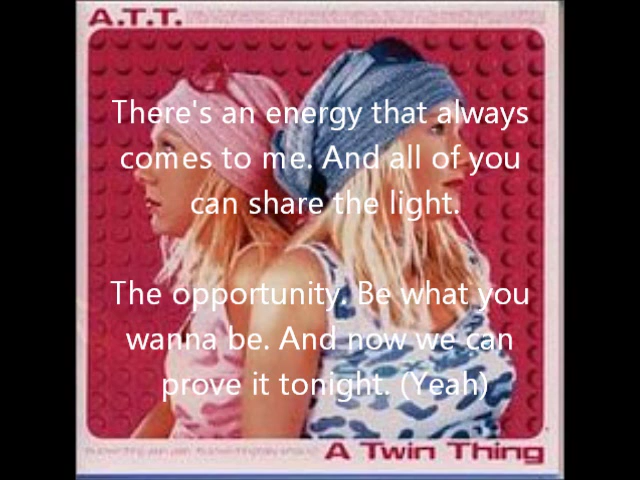 A.T.T.
There's an energy that always
comes to me. And all of you
can share the light.
The opportunity. Be what you
wanna be. And now we can
prove it tonight. (Yeah)
A Twin Thing